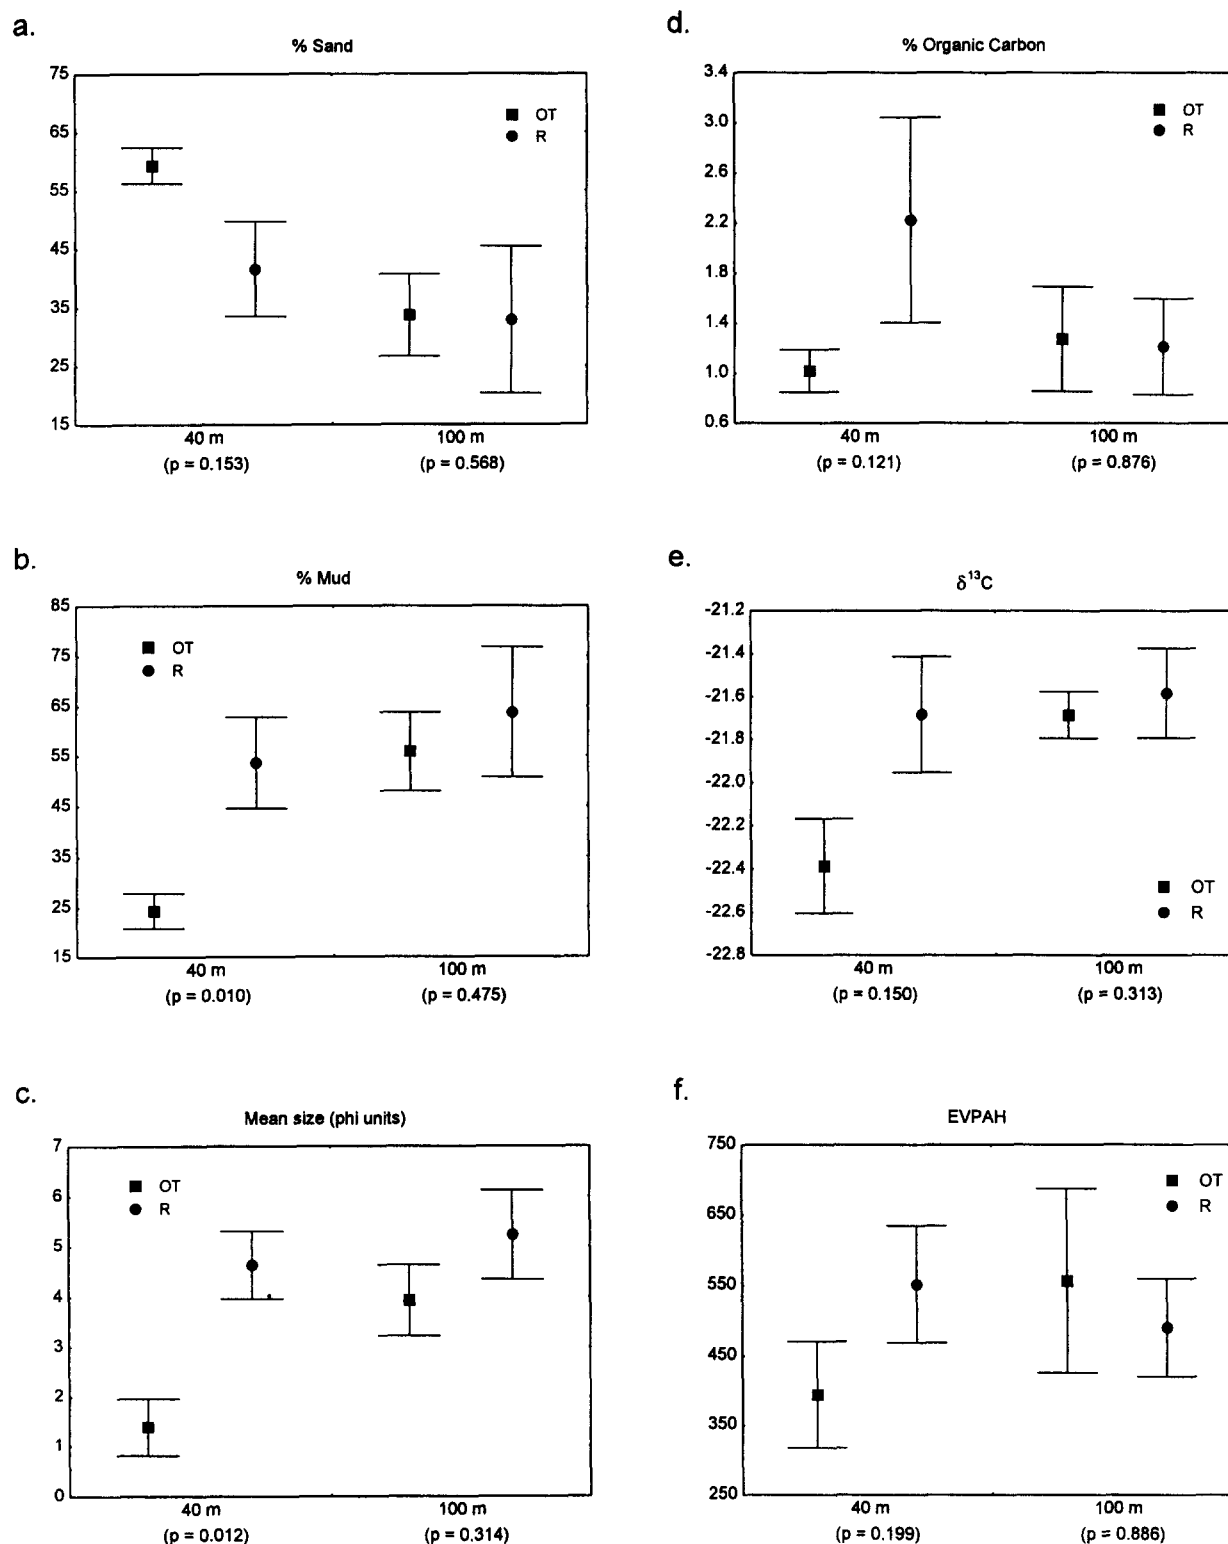 a.
% Sand
75
65
55
45
35
25
15
OT
R
40 m
100 m
(p = 0.153)
(p = 0.568)
b.
% Mud
85
75
65
55
45
35
25
15
OT
R
40 m
100 m
(p = 0.010)
(p = 0.475)
c.
Mean size (phi units)
7
6
5
4
3
2
1
0
OT
R
40 m
100 m
(p = 0.012)
(p = 0.314)
d.
% Organic Carbon
3.4
3.0
2.6
2.2
1.8
1.4
1.0
0.6
OT
R
40 m
100 m
(p = 0.121)
(p = 0.876)
e.
δ¹³C
-21.2
-21.4
-21.6
-21.8
-22.0
-22.2
-22.4
-22.6
-22.8
OT
R
40 m
100 m
(p = 0.150)
(p = 0.313)
f.
EVPAH
750
650
550
450
350
250
OT
R
40 m
100 m
(p = 0.199)
(p = 0.886)